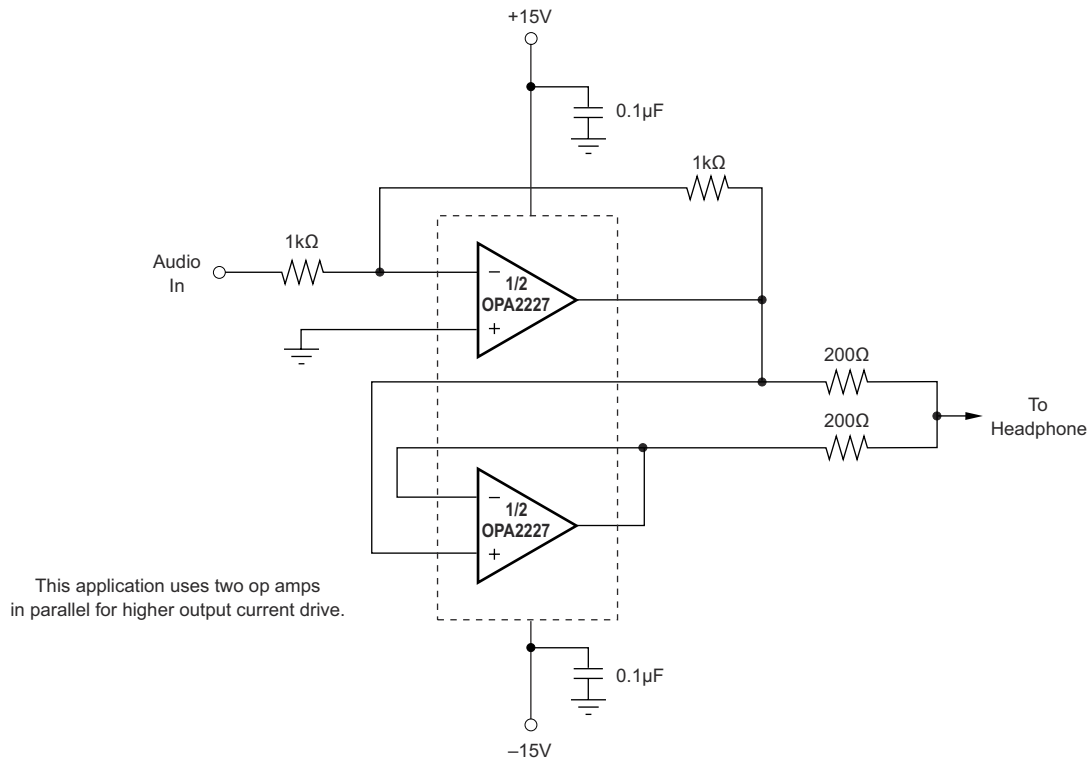 +15V
0.1µF
1kΩ
1kΩ
Audio
In
–
1/2
OPA2227
+
200Ω
200Ω
To
Headphone
–
1/2
OPA2227
+
This application uses two op amps
in parallel for higher output current drive.
0.1µF
–15V